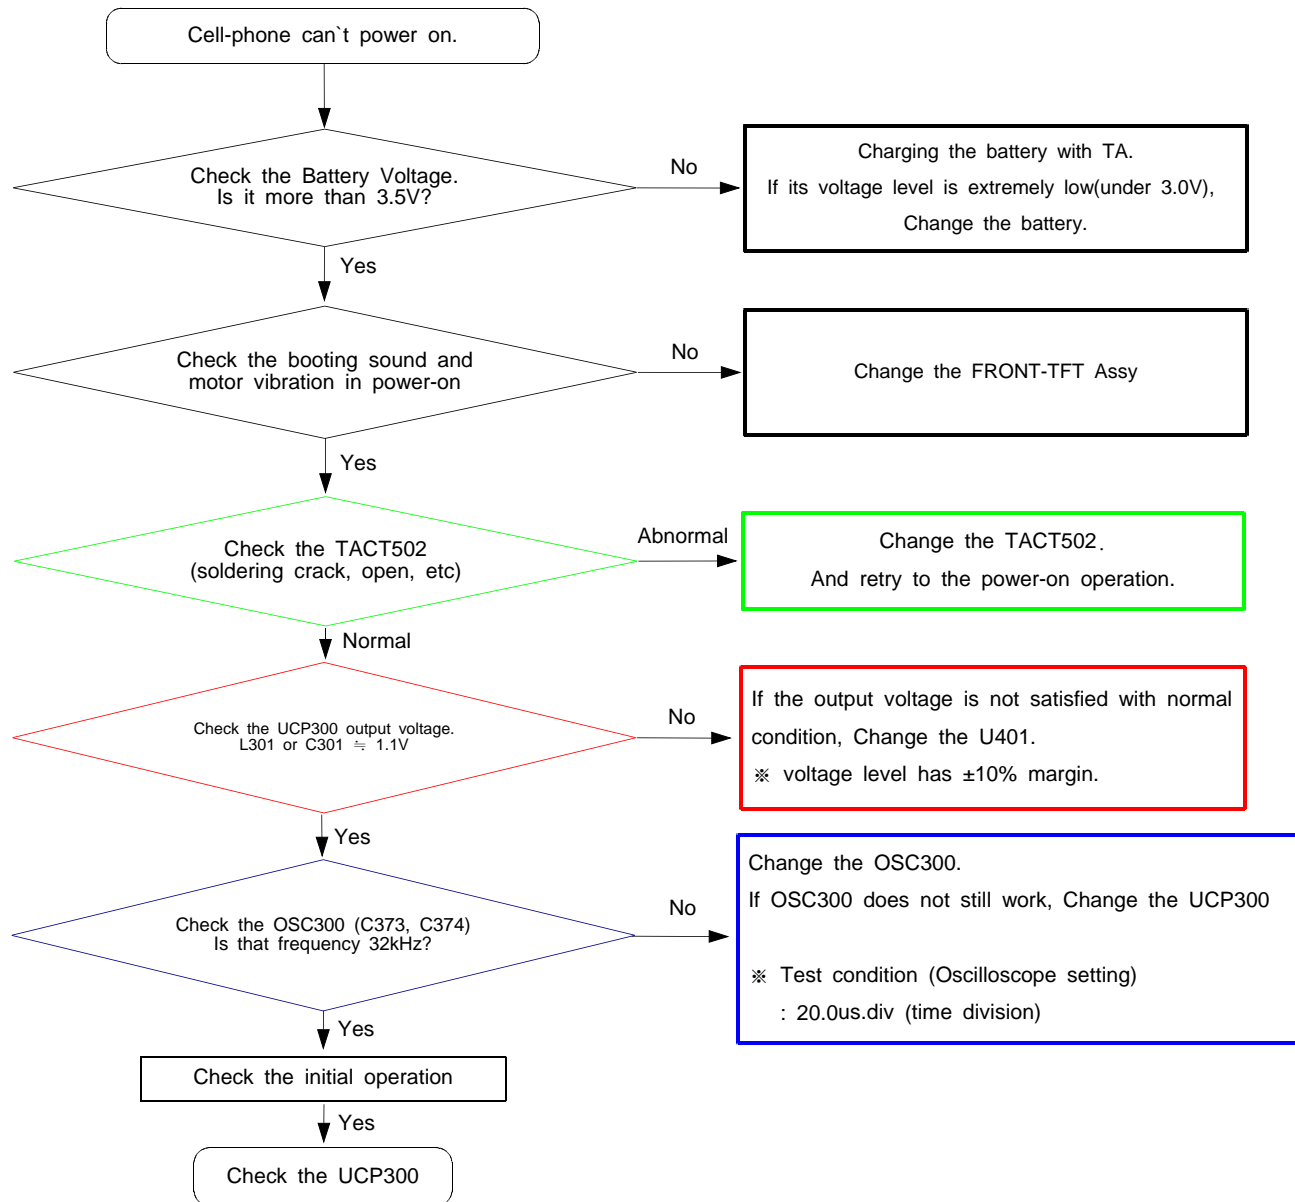 Cell-phone can`t power on.
Check the Battery Voltage.
Is it more than 3.5V?
No
Charging the battery with TA.
If its voltage level is extremely low(under 3.0V),
Change the battery.
Yes
Check the booting sound and
motor vibration in power-on
No
Change the FRONT-TFT Assy
Yes
Check the TACT502
(soldering crack, open, etc)
Abnormal
Change the TACT502.
And retry to the power-on operation.
Normal
Check the UCP300 output voltage.
L301 or C301 ≒ 1.1V
No
If the output voltage is not satisfied with normal
condition, Change the U401.
※ voltage level has ±10% margin.
Yes
Check the OSC300 (C373, C374)
Is that frequency 32kHz?
No
Change the OSC300.
If OSC300 does not still work, Change the UCP300
※ Test condition (Oscilloscope setting)
: 20.0us.div (time division)
Yes
Check the initial operation
Yes
Check the UCP300